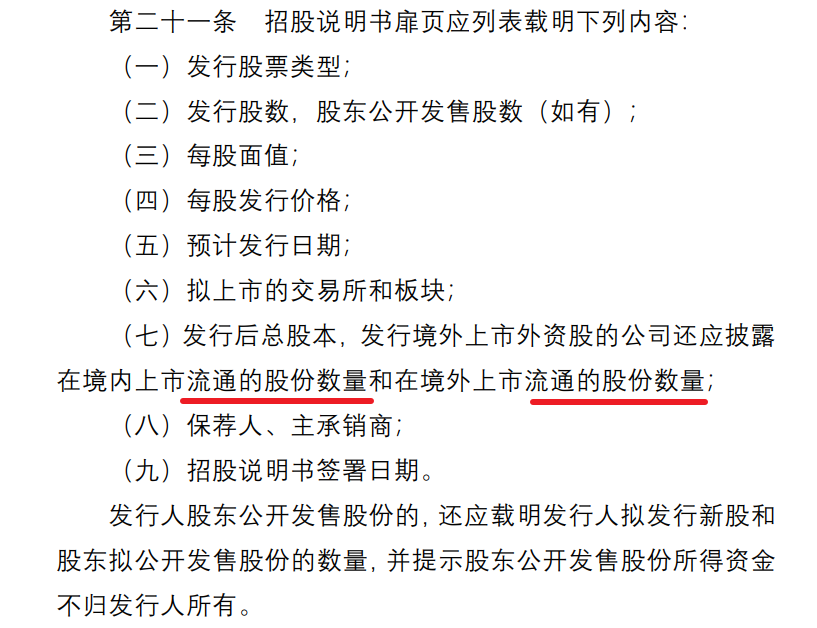 第二十一条　招股说明书扉页应列表载明下列内容：
（一）发行股票类型；
（二）发行股数，股东公开发售股数（如有）；
（三）每股面值；
（四）每股发行价格；
（五）预计发行日期；
（六）拟上市的交易所和板块；
（七）发行后总股本，发行境外上市外资股的公司还应披露
在境内上市流通的股份数量和在境外上市流通的股份数量；
（八）保荐人、主承销商；
（九）招股说明书签署日期。
发行人股东公开发售股份的，还应载明发行人拟发行新股和
股东拟公开发售股份的数量，并提示股东公开发售股份所得资金
不归发行人所有。